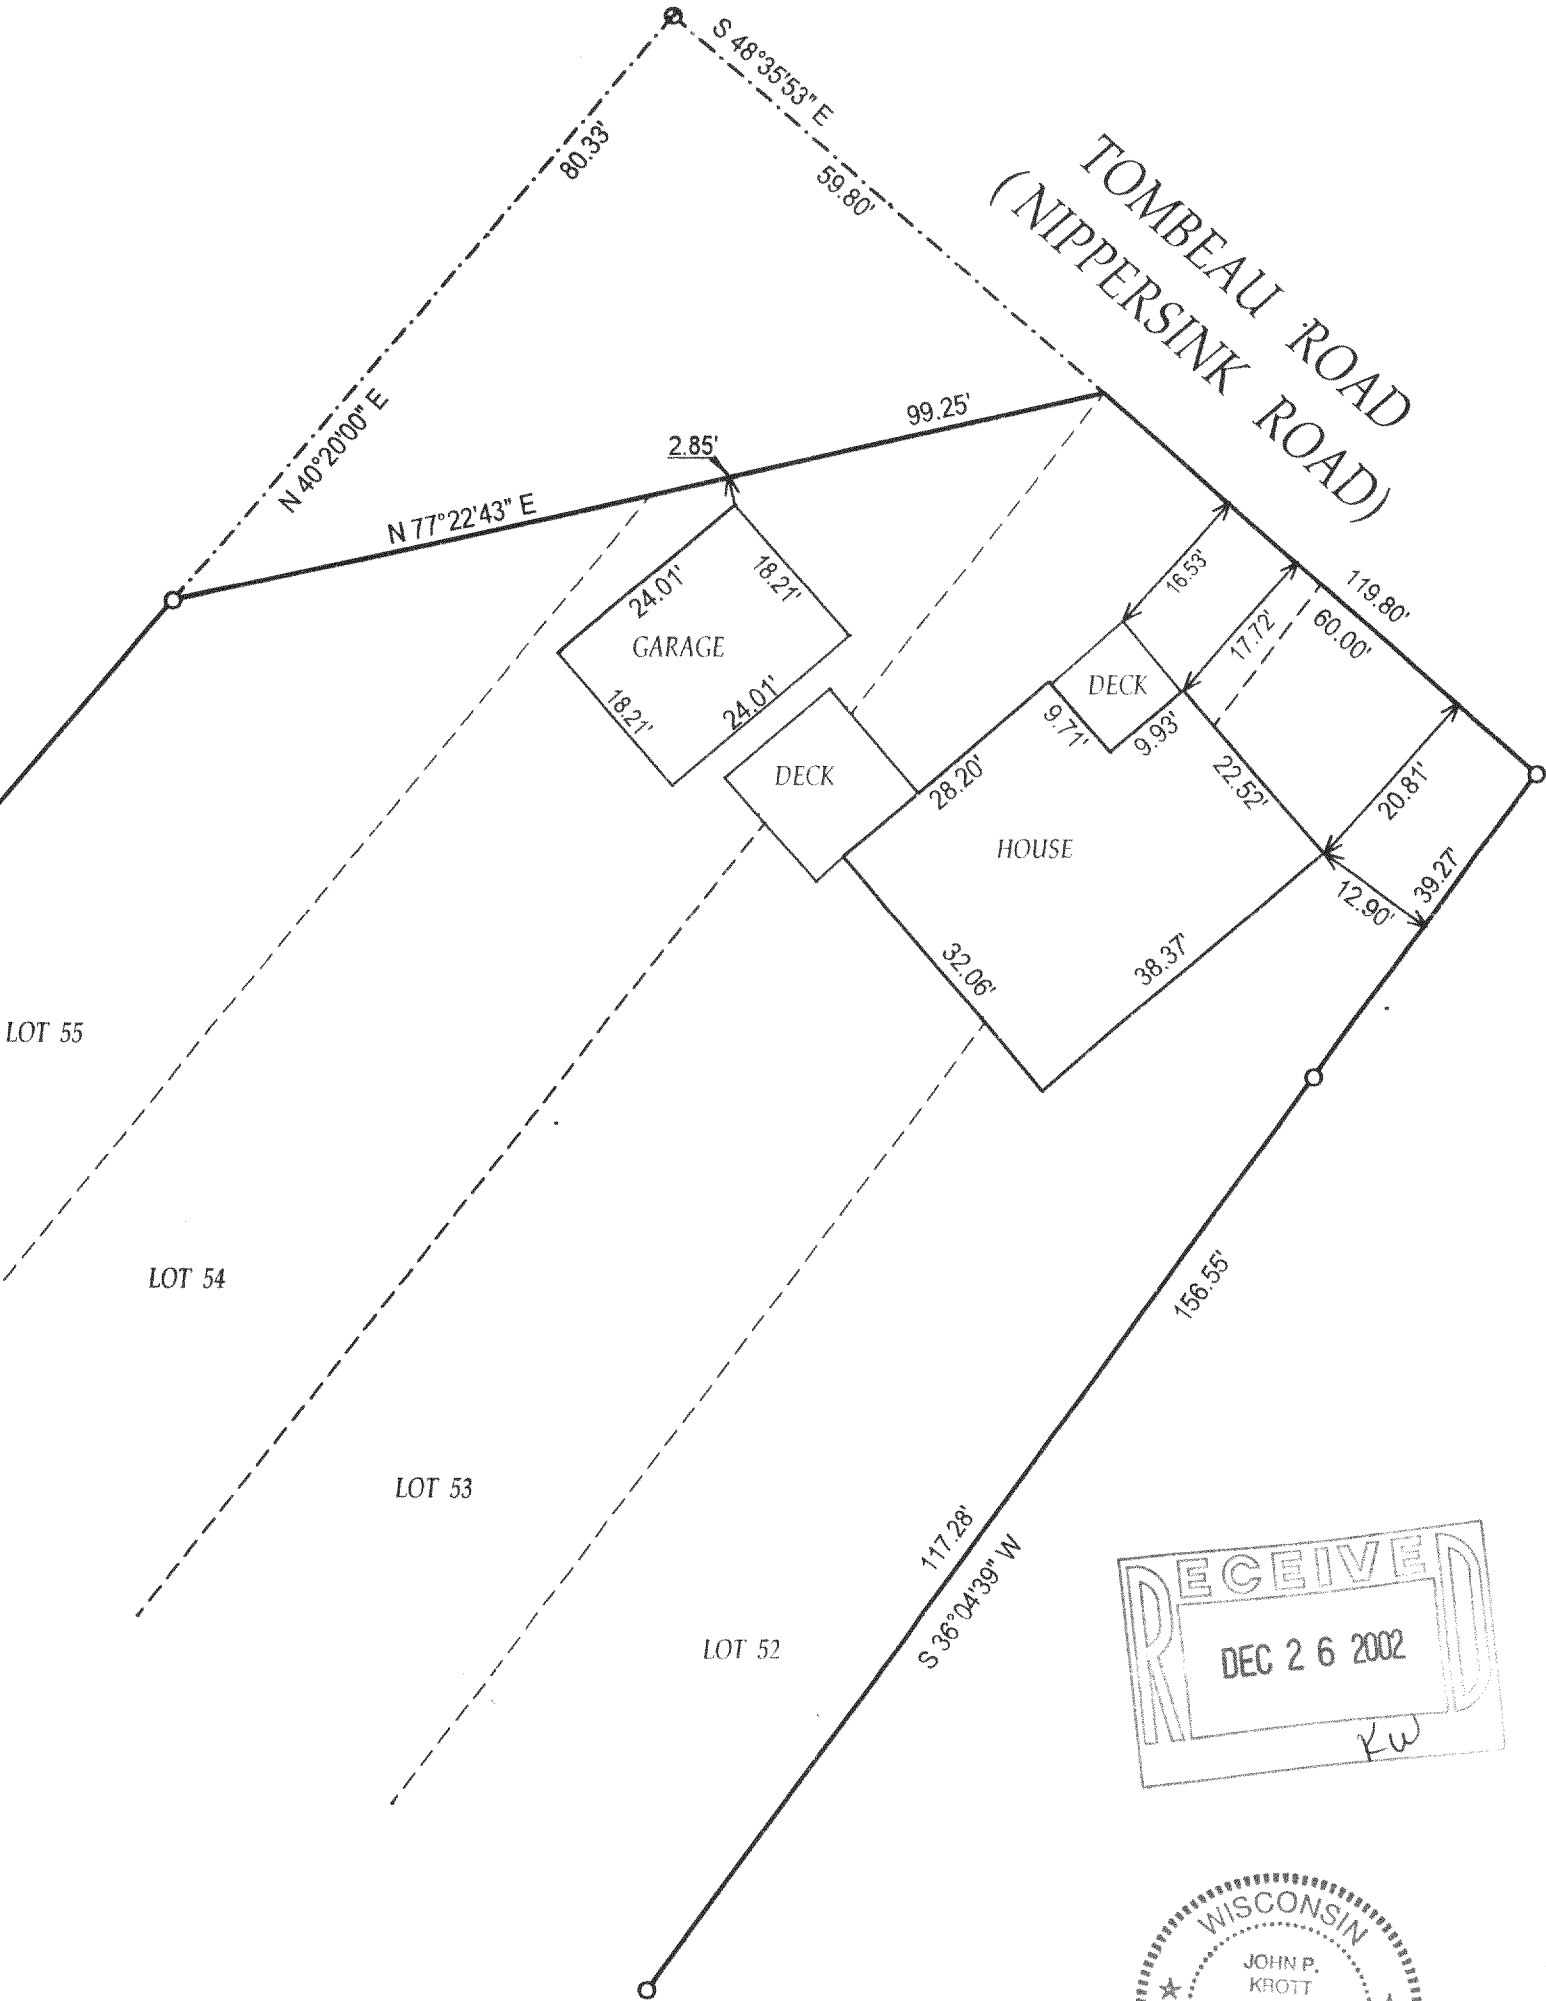 S 48°35'53" E
80.33'
59.80'
TOMBEAU ROAD
(NIPPERSINK ROAD)
N 40°20'00" E
99.25'
2.85'
N 77°22'43" E
18.21'
24.01'
GARAGE
16.53'
119.80'
60.00'
17.72'
DECK
18.21'
24.01'
9.71'
9.93'
DECK
28.20'
22.52'
20.81'
HOUSE
39.27'
12.90'
32.06'
38.37'
LOT 55
LOT 54
156.55'
LOT 53
117.28'
S 36°04'39" W
LOT 52
RECEIVED
DEC 26 2002
KW
WISCONSIN
JOHN P.
KROTT